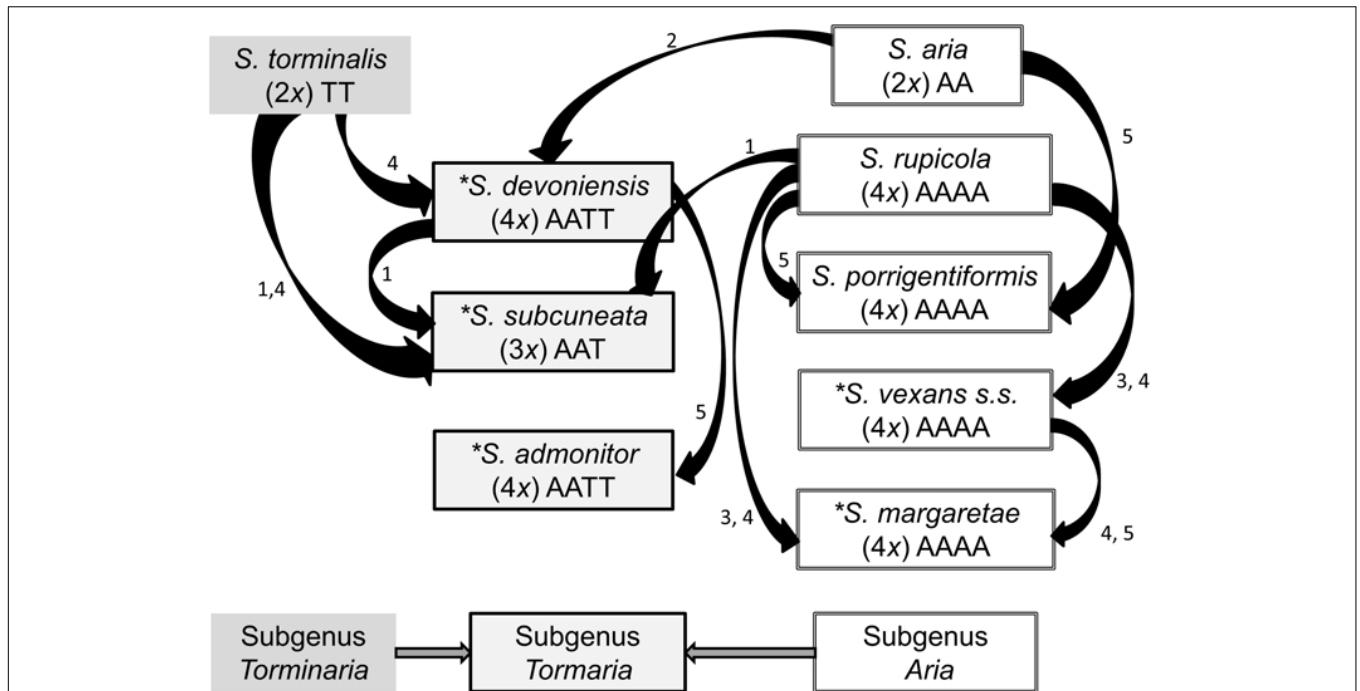 S. torminalis
(2x) TT
2
S. aria
(2x) AA
4
1
5
*S. devoniensis
(4x) AATT
S. rupicola
(4x) AAAA
1,4
1
5
S. porrigentiformis
(4x) AAAA
*S. subcuneata
(3x) AAT
3, 4
*S. vexans s.s.
(4x) AAAA
5
*S. admonitor
(4x) AATT
3, 4
*S. margaretae
(4x) AAAA
4, 5
Subgenus
Torminaria
Subgenus
Tormaria
Subgenus
Aria